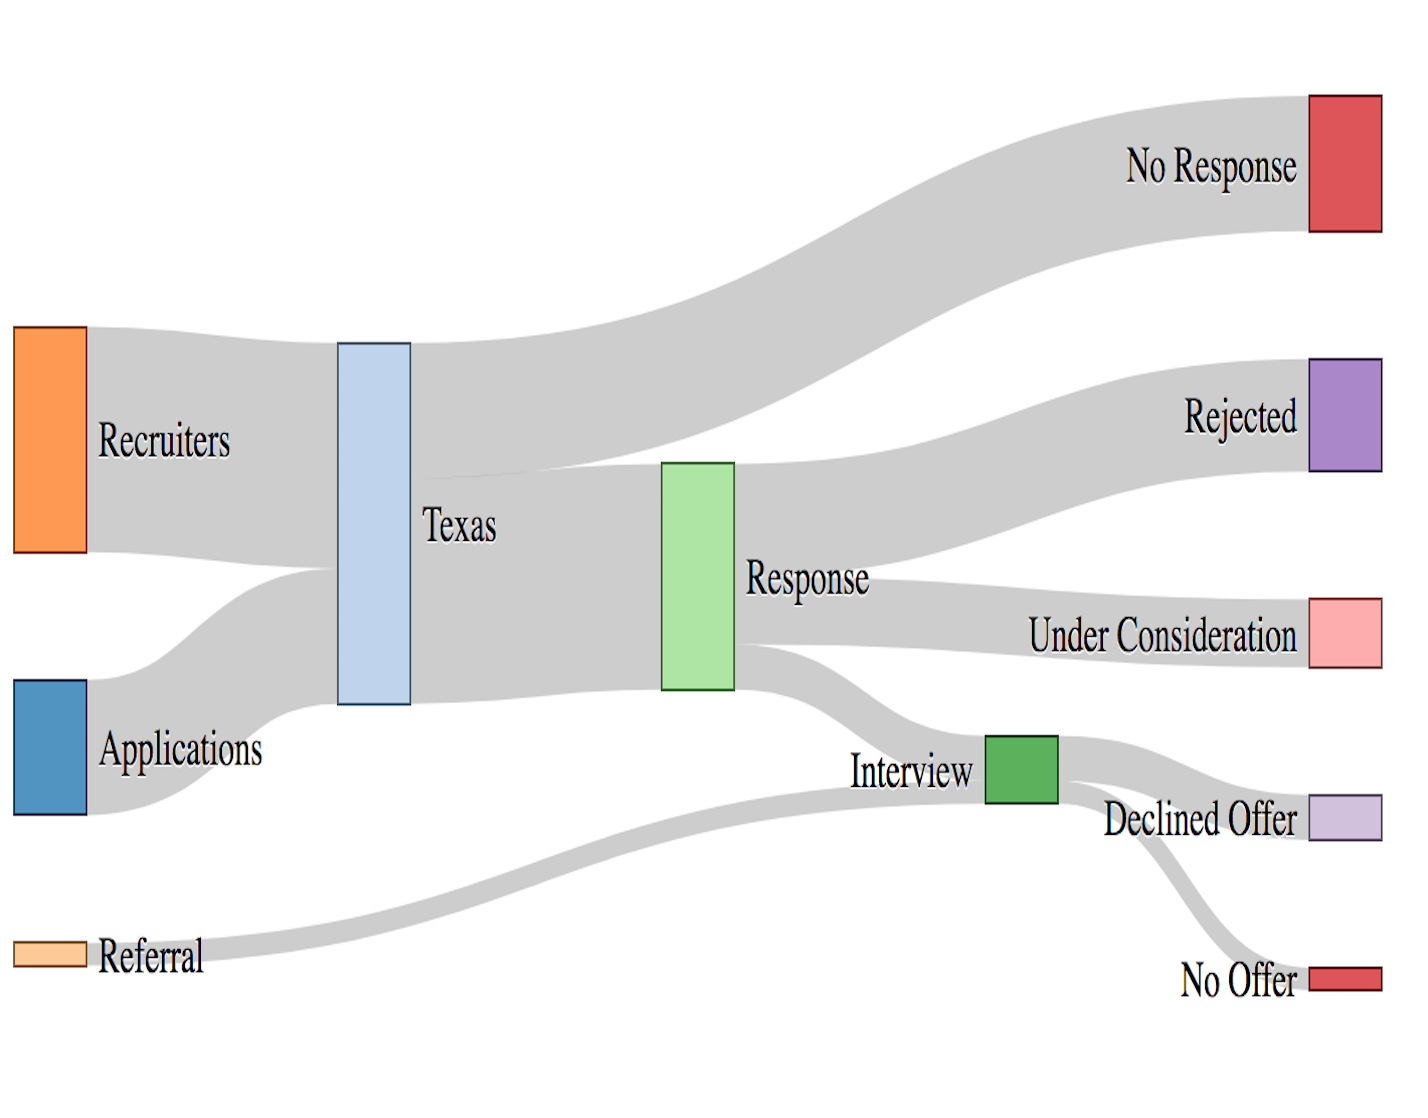 No Response
Rejected
Recruiters
Texas
Response
Under Consideration
Applications
Interview
Declined Offer
Referral
No Offer